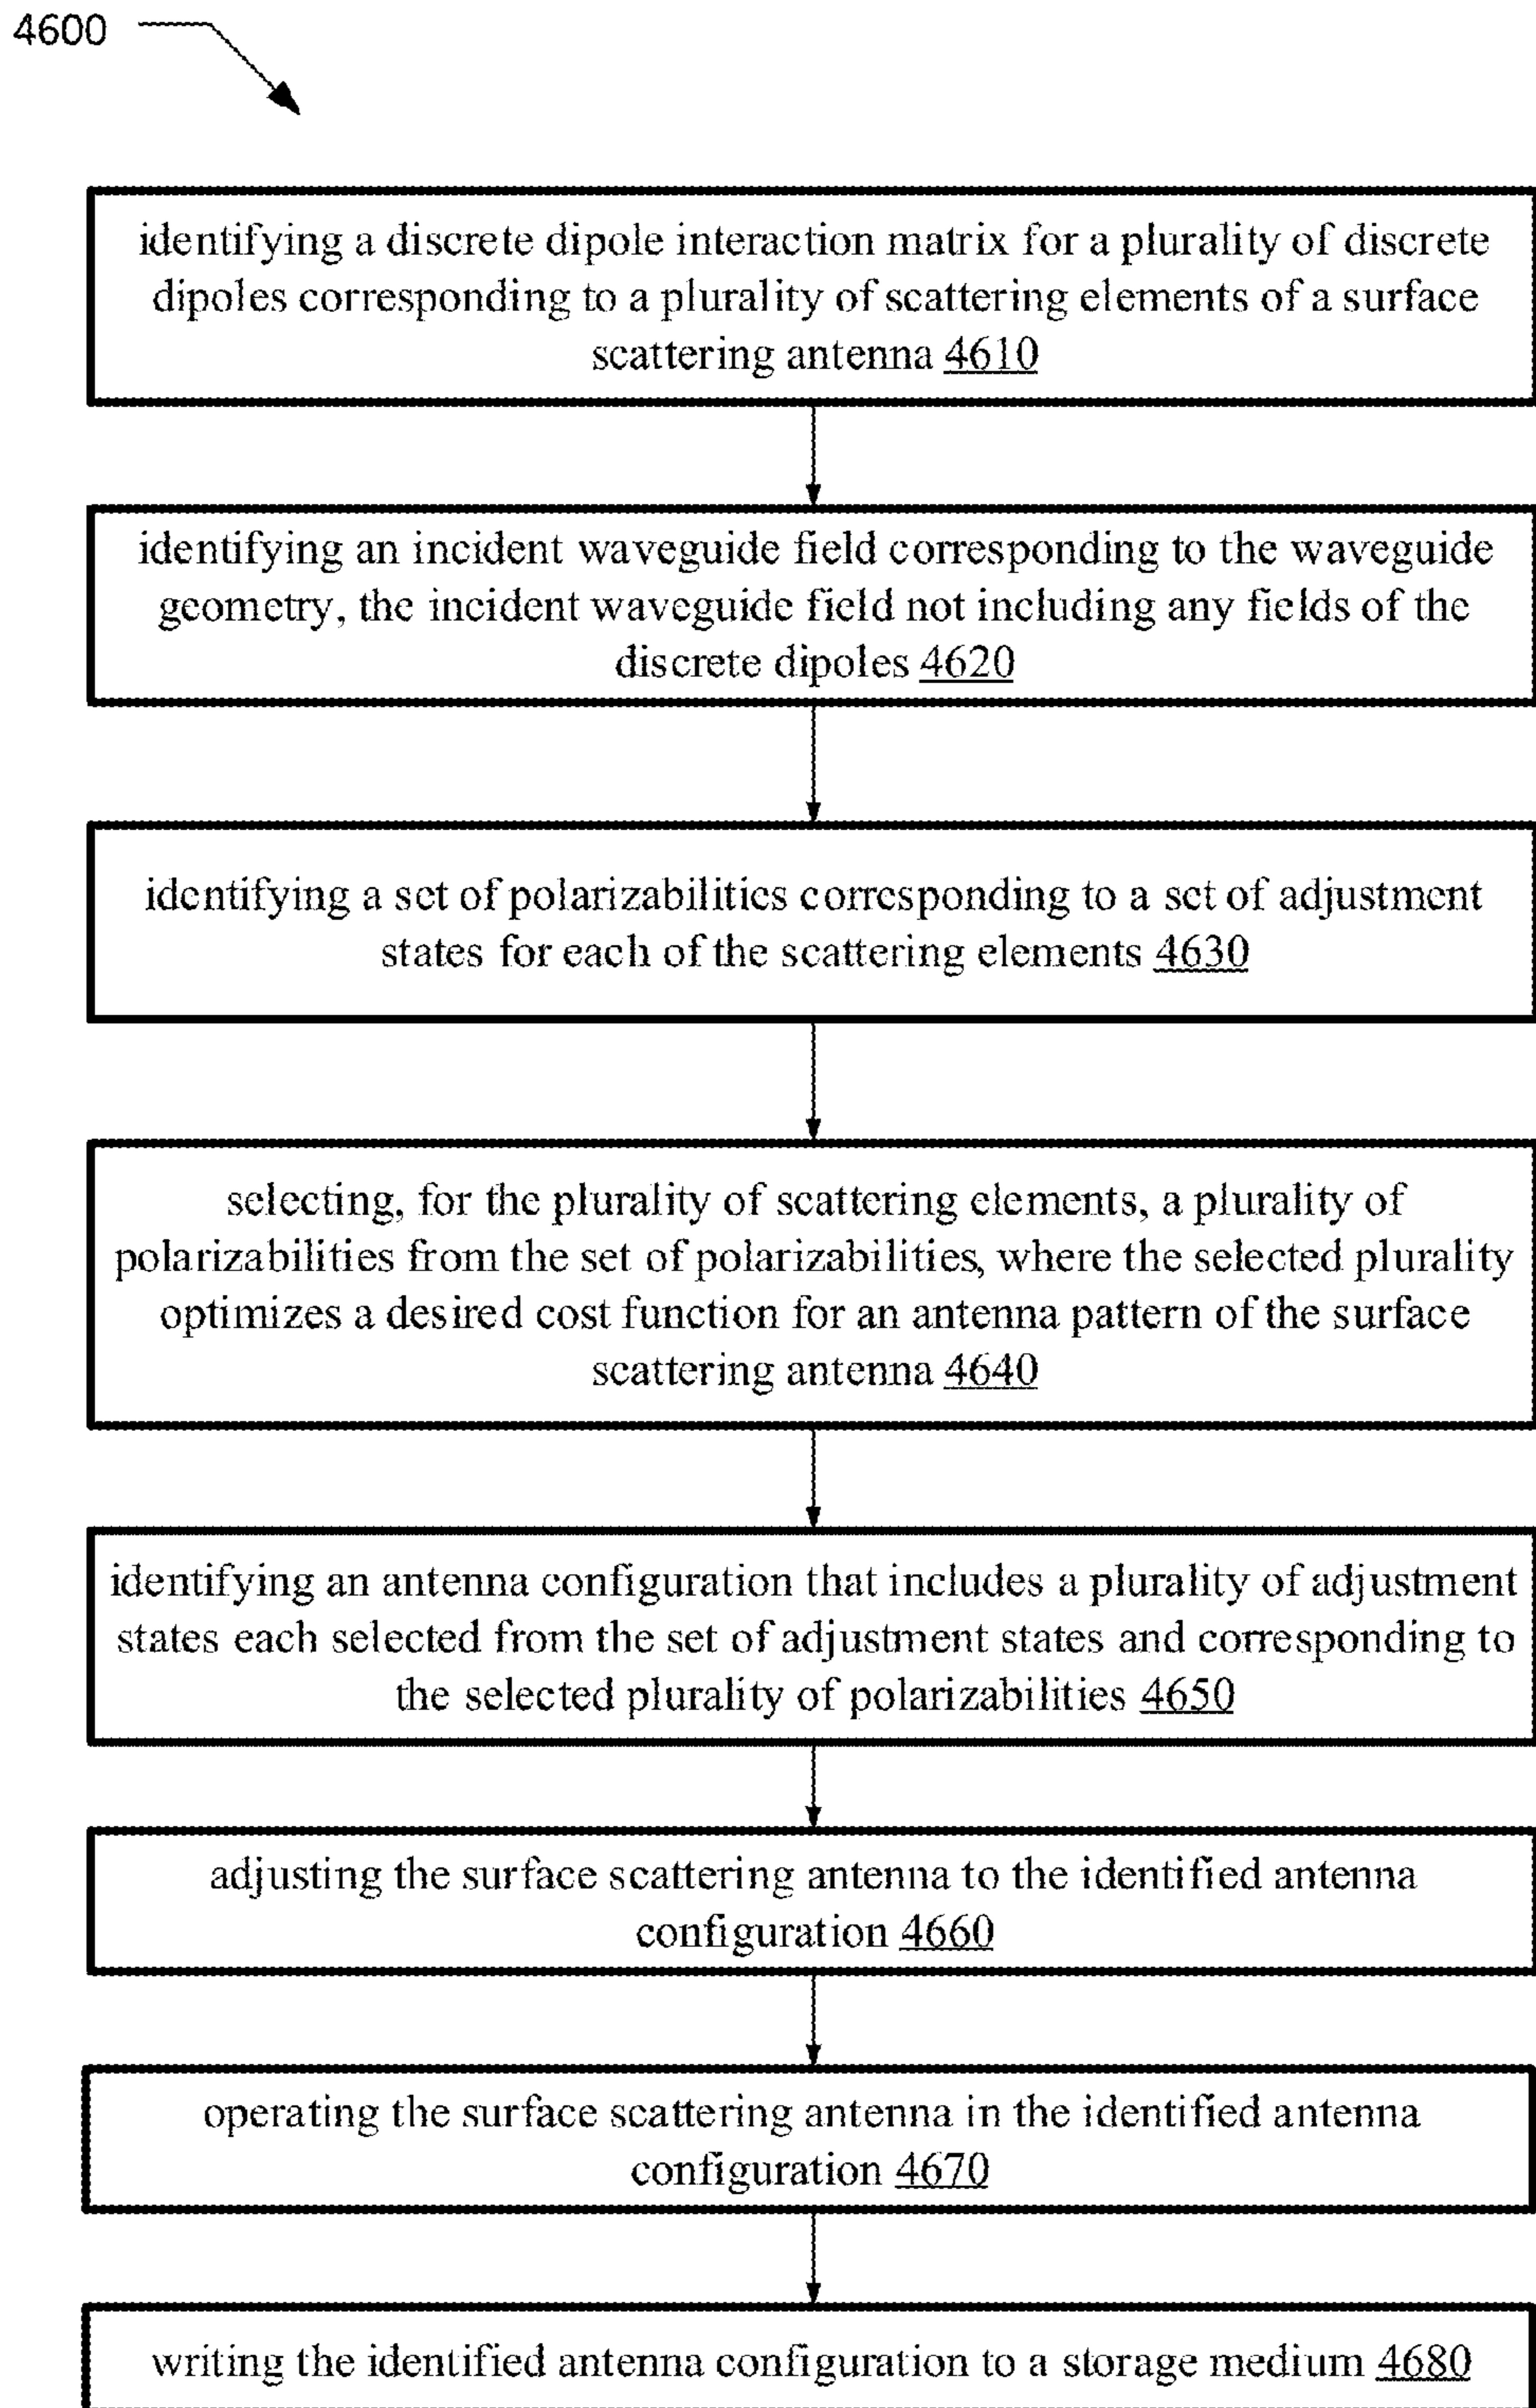 4600
identifying a discrete dipole interaction matrix for a plurality of discrete
dipoles corresponding to a plurality of scattering elements of a surface
scattering antenna 4610
identifying an incident waveguide field corresponding to the waveguide
geometry, the incident waveguide field not including any fields of the
discrete dipoles 4620
identifying a set of polarizabilities corresponding to a set of adjustment
states for each of the scattering elements 4630
selecting, for the plurality of scattering elements, a plurality of
polarizabilities from the set of polarizabilities, where the selected plurality
optimizes a desired cost function for an antenna pattern of the surface
scattering antenna 4640
identifying an antenna configuration that includes a plurality of adjustment
states each selected from the set of adjustment states and corresponding to
the selected plurality of polarizabilities 4650
adjusting the surface scattering antenna to the identified antenna
configuration 4660
operating the surface scattering antenna in the identified antenna
configuration 4670
writing the identified antenna configuration to a storage medium 4680